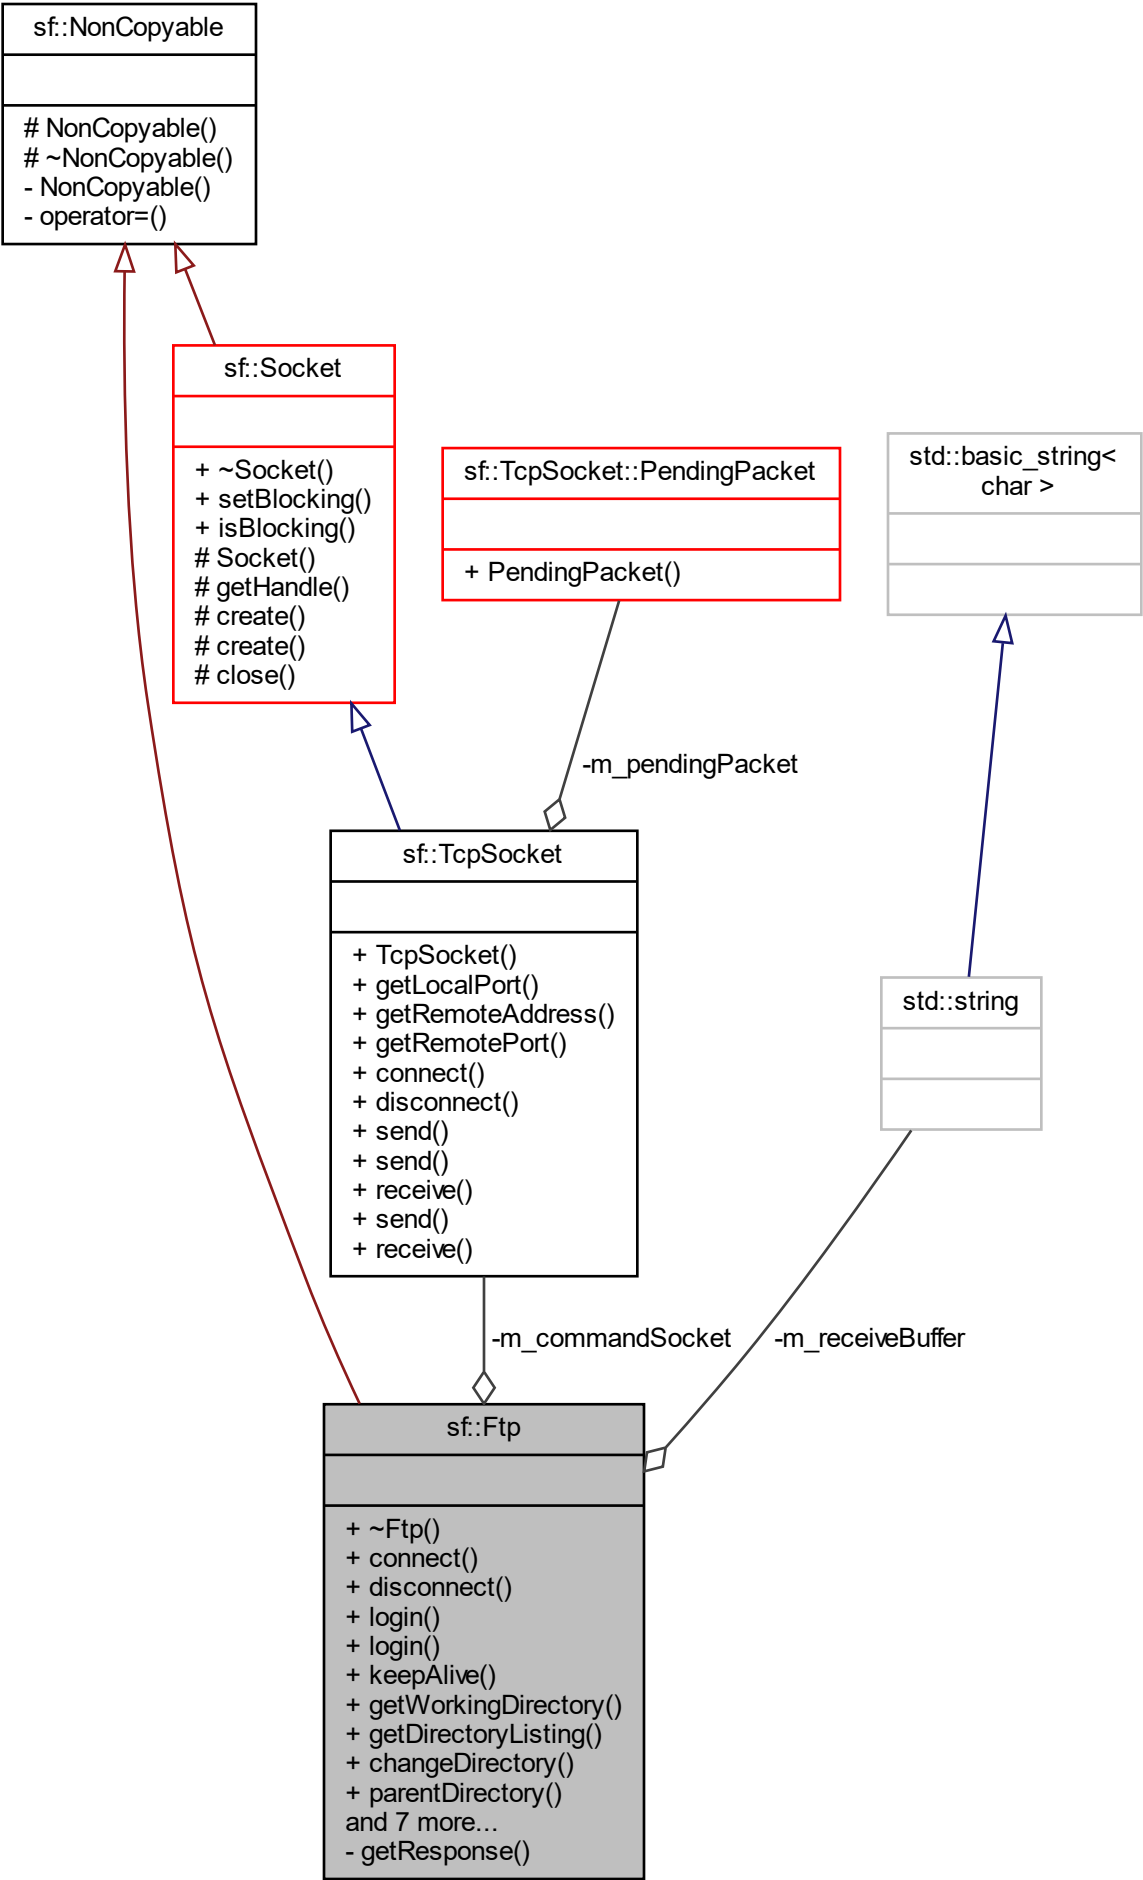 sf::NonCopyable
# NonCopyable()
# ~NonCopyable()
- NonCopyable()
- operator=()
sf::Socket
+ ~Socket()
+ setBlocking()
+ isBlocking()
# Socket()
# getHandle()
# create()
# create()
# close()
sf::TcpSocket::PendingPacket
+ PendingPacket()
std::basic_string<
char >
-m_pendingPacket
sf::TcpSocket
+ TcpSocket()
+ getLocalPort()
+ getRemoteAddress()
+ getRemotePort()
+ connect()
+ disconnect()
+ send()
+ send()
+ receive()
+ send()
+ receive()
std::string
-m_commandSocket
-m_receiveBuffer
sf::Ftp
+ ~Ftp()
+ connect()
+ disconnect()
+ login()
+ login()
+ keepAlive()
+ getWorkingDirectory()
+ getDirectoryListing()
+ changeDirectory()
+ parentDirectory()
and 7 more...
- getResponse()